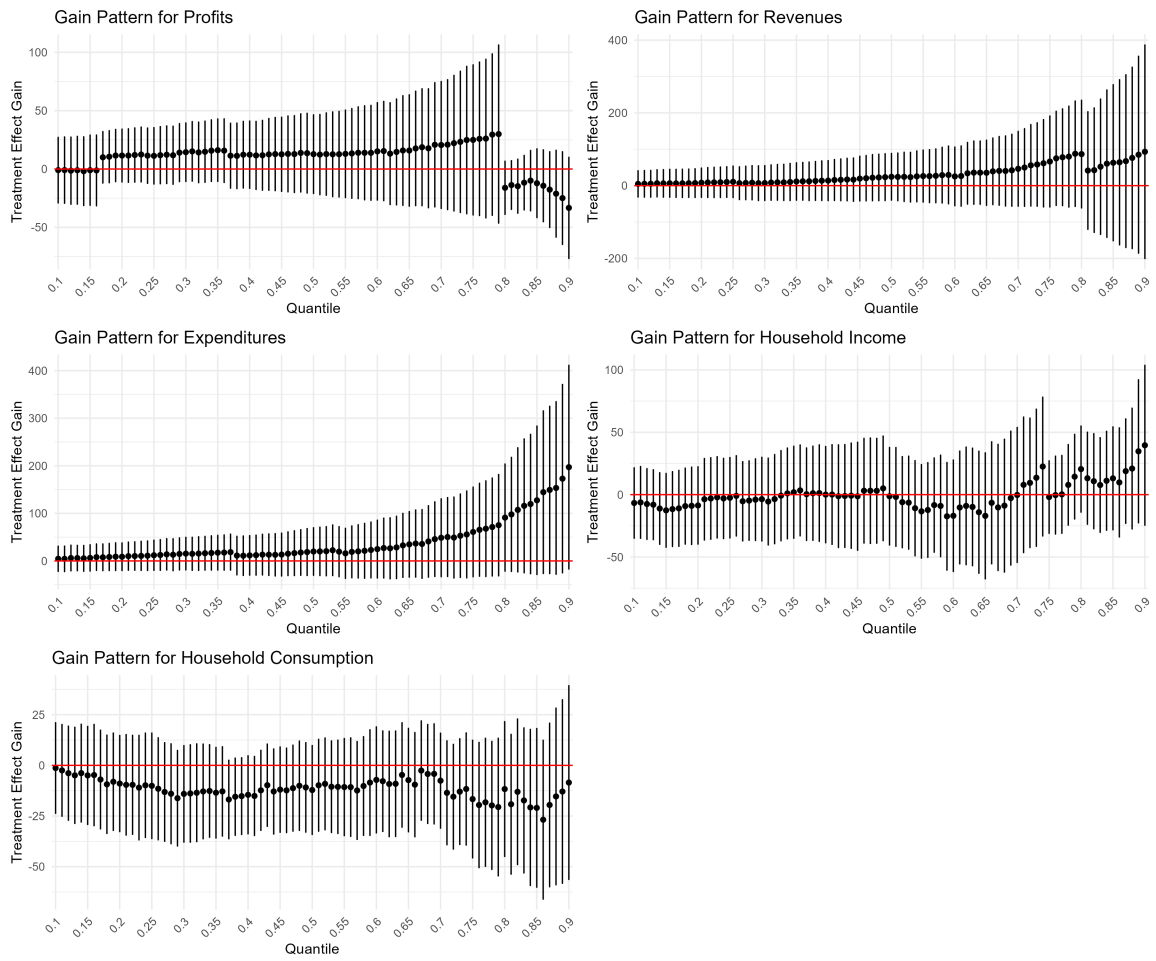 Gain Pattern for Profits
Treatment Effect Gain
100
50
0
-50
0.1 0.15 0.2 0.25 0.3 0.35 0.4 0.45 0.5 0.55 0.6 0.65 0.7 0.75 0.8 0.85 0.9
Quantile
Gain Pattern for Revenues
Treatment Effect Gain
400
200
0
-200
0.1 0.15 0.2 0.25 0.3 0.35 0.4 0.45 0.5 0.55 0.6 0.65 0.7 0.75 0.8 0.85 0.9
Quantile
Gain Pattern for Expenditures
Treatment Effect Gain
400
300
200
100
0
0.1 0.15 0.2 0.25 0.3 0.35 0.4 0.45 0.5 0.55 0.6 0.65 0.7 0.75 0.8 0.85 0.9
Quantile
Gain Pattern for Household Income
Treatment Effect Gain
100
50
0
-50
0.1 0.15 0.2 0.25 0.3 0.35 0.4 0.45 0.5 0.55 0.6 0.65 0.7 0.75 0.8 0.85 0.9
Quantile
Gain Pattern for Household Consumption
Treatment Effect Gain
25
0
-25
-50
0.1 0.15 0.2 0.25 0.3 0.35 0.4 0.45 0.5 0.55 0.6 0.65 0.7 0.75 0.8 0.85 0.9
Quantile